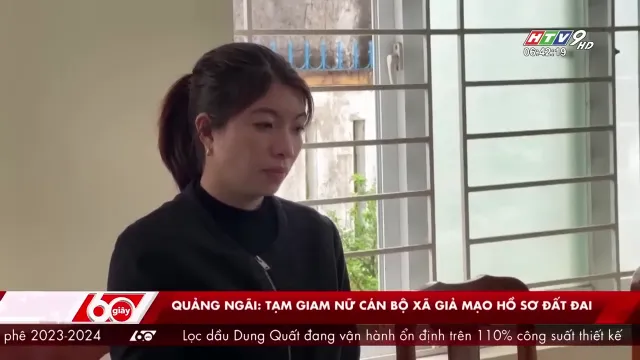 HTV9 HD
06:42:19
60 giây
QUẢNG NGÃI: TẠM GIAM NỮ CÁN BỘ XÃ GIẢ MẠO HỒ SƠ ĐẤT ĐAI
phê 2023-2024 60s Lọc dầu Dung Quất đang vận hành ổn định trên 110% công suất thiết kế